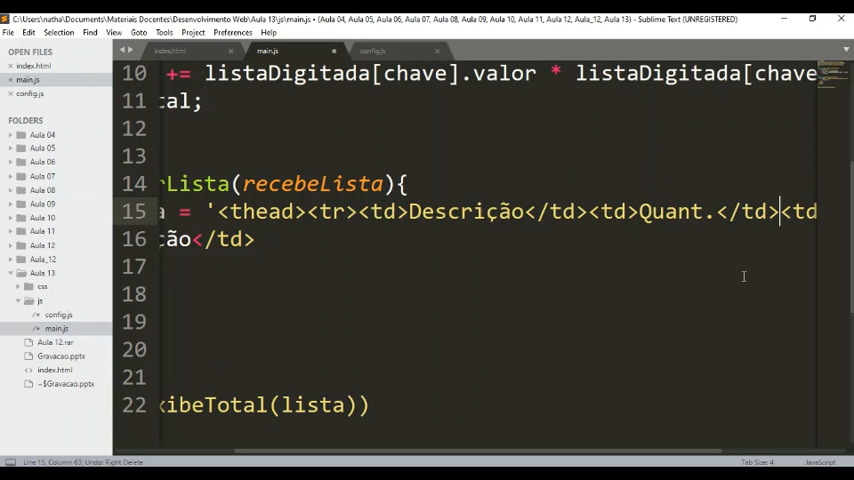 C:\Users\natha\Documents\Materiais Docentes\Desenvolvimento Web\Aula 13\js\main.js • (Aula 04, Aula 05, Aula 06, Aula 07, Aula 08, Aula 09, Aula 10, Aula 11, Aula 12, Aula_12, Aula 13) - Sublime Text (UNREGISTERED)
File Edit Selection Find View Goto Tools Project Preferences Help
OPEN FILES
index.html
main.js
config.js
FOLDERS
Aula 04
Aula 05
Aula 06
Aula 07
Aula 08
Aula 09
Aula 10
Aula 11
Aula 12
Aula_12
Aula 13
css
js
config.js
main.js
Aula 12.rar
Gravacao.pptx
index.html
~$Gravacao.pptx
index.html main.js config.js
10 += listaDigitada[chave].valor * listaDigitada[chave
11 tal;
12
13
14 rLista(recebeLista){
15 a = '<thead><tr><td>Descrição</td><td>Quant.</td><td
16 ção</td>
17
18
19
20
21
22 xibeTotal(lista))
Line 15, Column 63; Undo: Right Delete Tab Size: 4 JavaScript